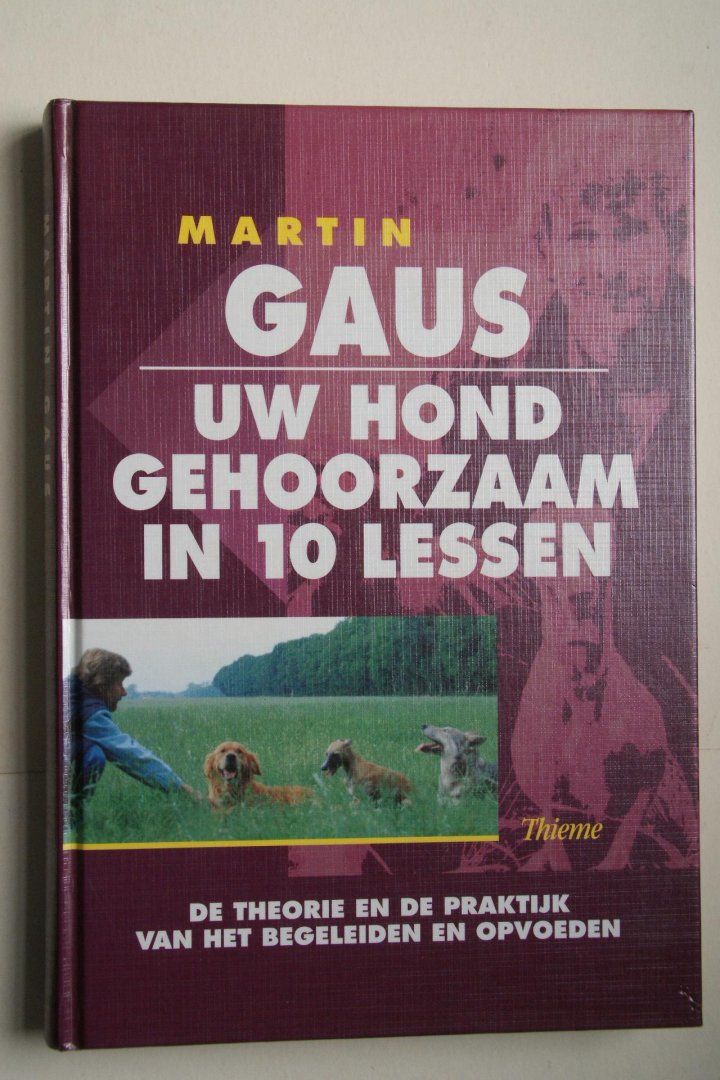 MARTIN
GAUS
UW HOND
GEHOORZAAM
IN 10 LESSEN
Thieme
DE THEORIE EN DE PRAKTIJK
VAN HET BEGELEIDEN EN OPVOEDEN
MARTIN GAUS